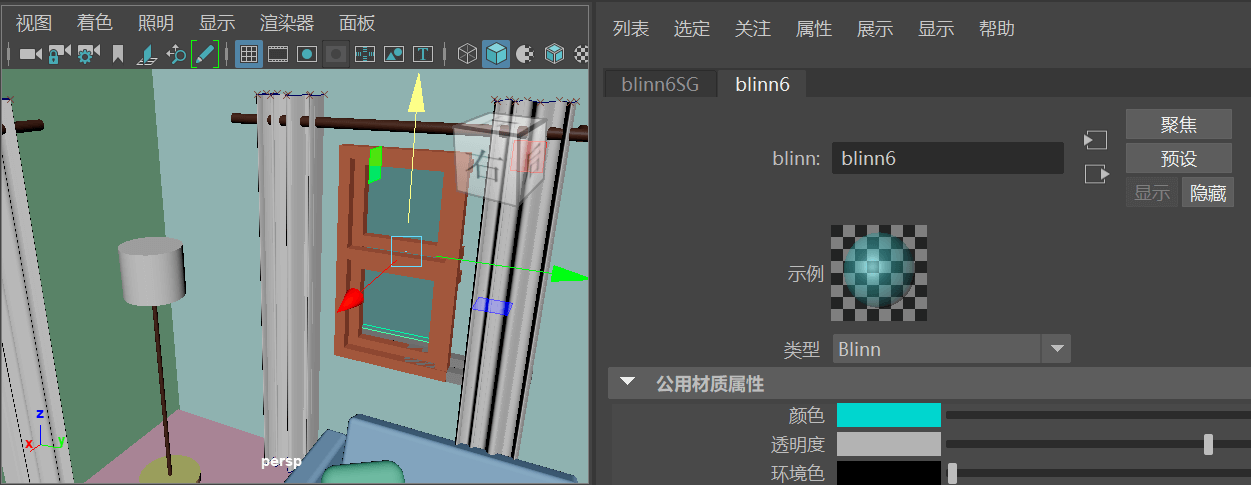 视图 着色 照明 显示 渲染器 面板
列表 选定 关注 属性 展示 显示 帮助
T
blinn6SG blinn6
聚焦
blinn: blinn6
预设
显示 隐藏
右
示例
类型 Blinn
公用材质属性
颜色
透明度
环境色
z
x y
persp